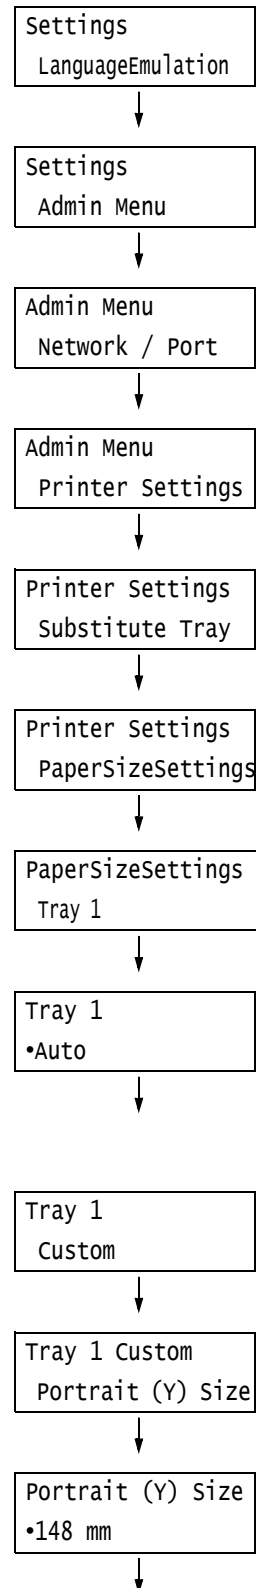 Settings
LanguageEmulation
Settings
Admin Menu
Admin Menu
Network / Port
Admin Menu
Printer Settings
Printer Settings
Substitute Tray
Printer Settings
PaperSizeSettings
PaperSizeSettings
Tray 1
Tray 1
•Auto
Tray 1
Custom
Tray 1 Custom
Portrait (Y) Size
Portrait (Y) Size
•148 mm